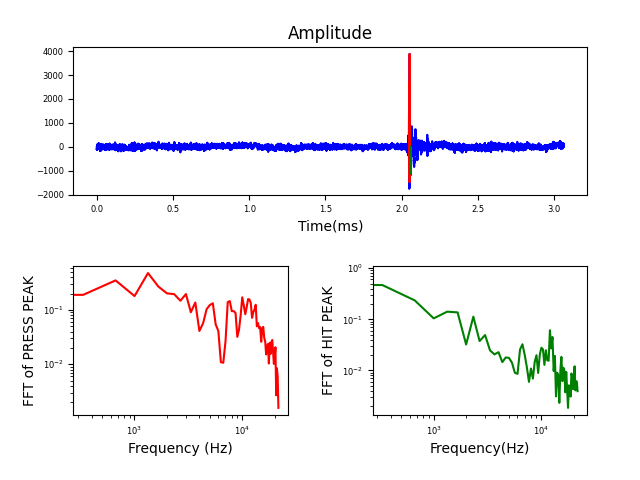 Amplitude
4000
3000
2000
1000
0
−1000
−2000
0.0 0.5 1.0 1.5 2.0 2.5 3.0
Time(ms)
FFT of PRESS PEAK
10⁻¹
10⁻²
10³ 10⁴
Frequency (Hz)
FFT of HIT PEAK
10⁰
10⁻¹
10⁻²
10³ 10⁴
Frequency(Hz)